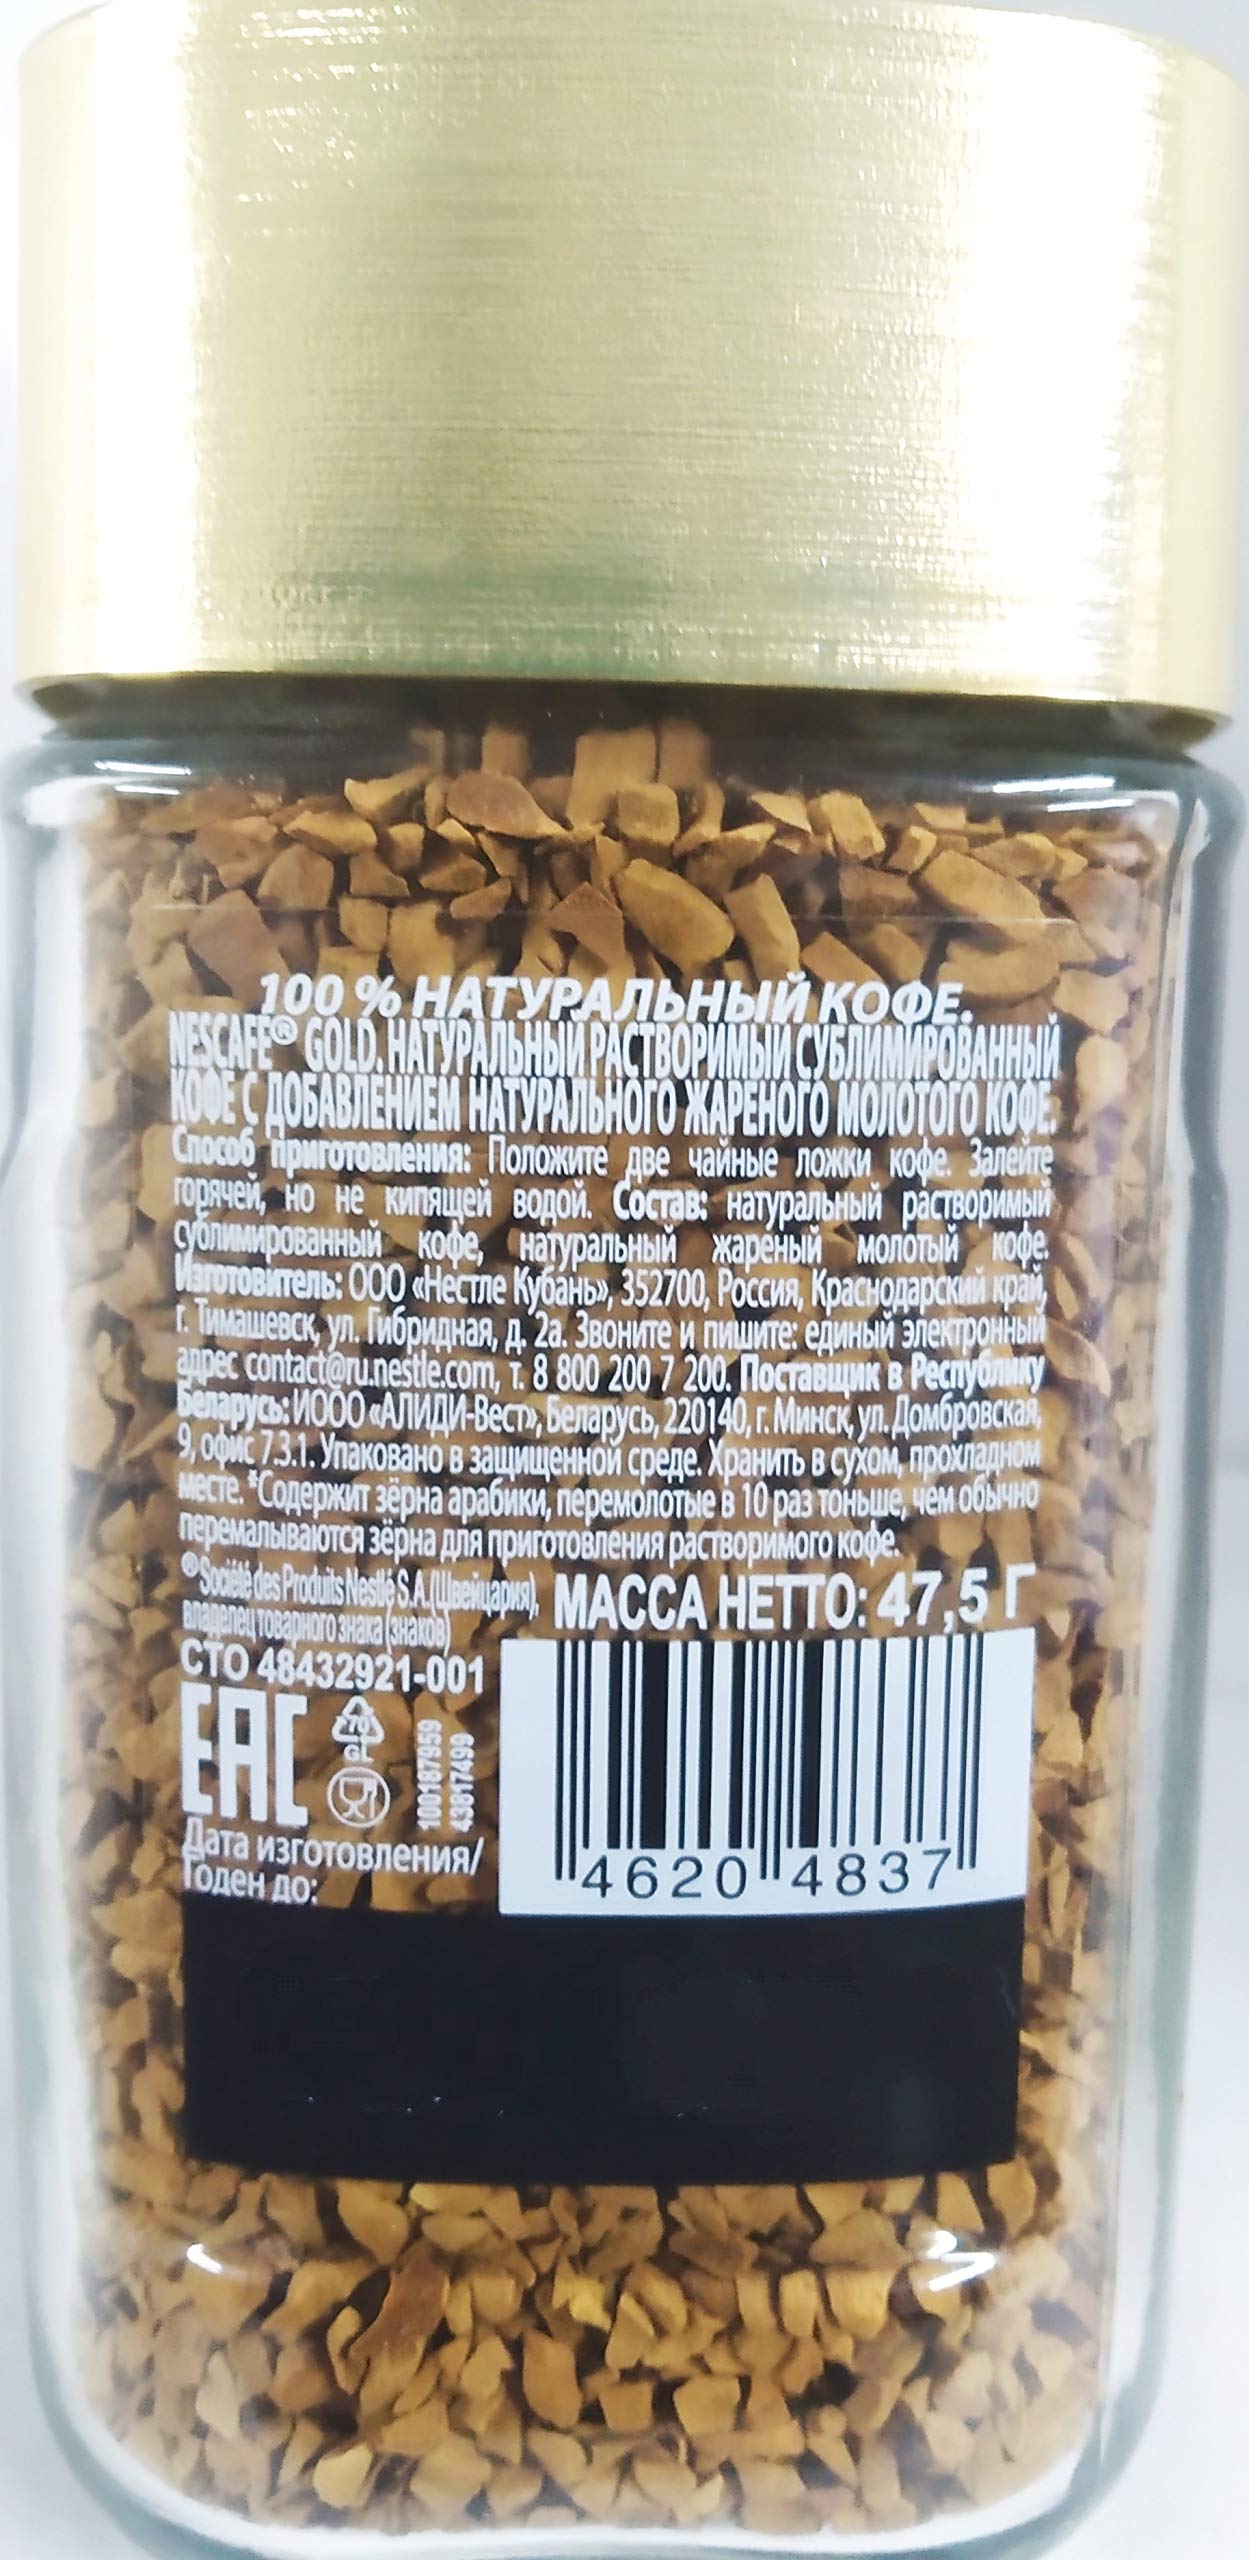 100 % НАТУРАЛЬНЫЙ КОФЕ.
NESCAFÉ® GOLD. НАТУРАЛЬНЫЙ РАСТВОРИМЫЙ СУБЛИМИРОВАННЫЙ
КОФЕ С ДОБАВЛЕНИЕМ НАТУРАЛЬНОГО ЖАРЕНОГО МОЛОТОГО КОФЕ.
Способ приготовления: Положите две чайные ложки кофе. Залейте
горячей, но не кипящей водой. Состав: натуральный растворимый
сублимированный кофе, натуральный жареный молотый кофе.
Изготовитель: ООО «Нестле Кубань», 352700, Россия, Краснодарский край,
г. Тимашевск, ул. Гибридная, д. 2а. Звоните и пишите: единый электронный
адрес contact@ru.nestle.com, т. 8 800 200 7 200. Поставщик в Республику
Беларусь: ИООО «АЛИДИ-Вест», Беларусь, 220140, г. Минск, ул. Домбровская,
9, офис 7.3.1. Упаковано в защищенной среде. Хранить в сухом, прохладном
месте. *Содержит зёрна арабики, перемолотые в 10 раз тоньше, чем обычно
перемалываются зёрна для приготовления растворимого кофе.
®Société des Produits Nestlé S.A.(Швейцария),
владелец товарного знака (знаков)
МАССА НЕТТО: 47,5 Г
СТО 48432921-001
EAC
70
GL
100187959
43817499
Дата изготовления/
Годен до:
4620 4837